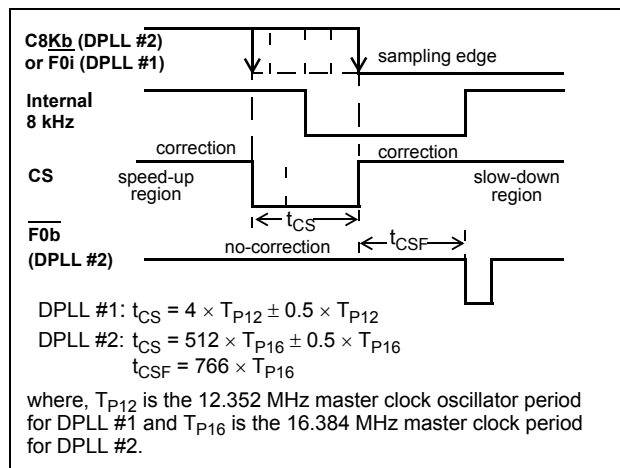 C8Kb (DPLL #2)
or F0i (DPLL #1)
sampling edge
Internal
8 kHz
correction
correction
CS
speed-up
region
slow-down
region
tCS
F0b
(DPLL #2)
no-correction
tCSF
DPLL #1: tCS = 4 × TP12 ± 0.5 × TP12
DPLL #2: tCS = 512 × TP16 ± 0.5 × TP16
tCSF = 766 × TP16
where, TP12 is the 12.352 MHz master clock oscillator period
for DPLL #1 and TP16 is the 16.384 MHz master clock period
for DPLL #2.